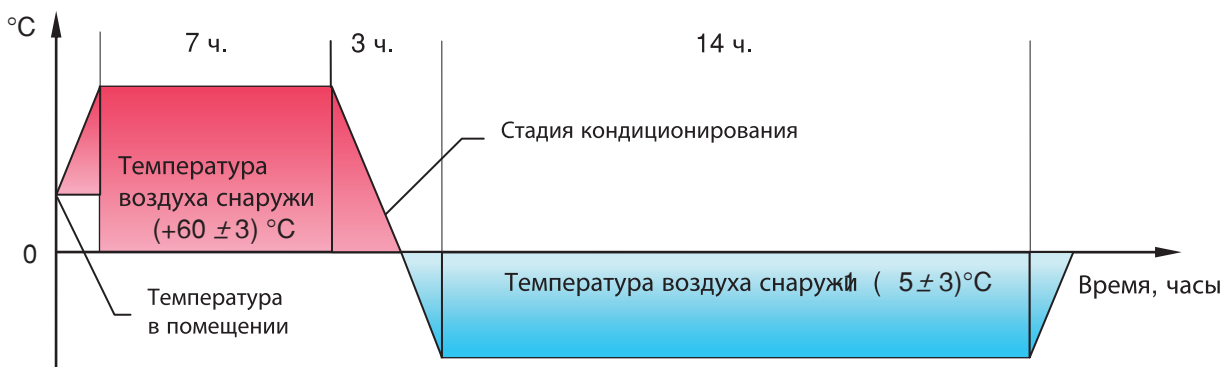 °C
7 ч.
3 ч.
14 ч.
Стадия кондиционирования
Температура
воздуха снаружи
(+60 ± 3) °C
0
Температура воздуха снаружи ( 5 ± 3)°C
Время, часы
Температура
в помещении